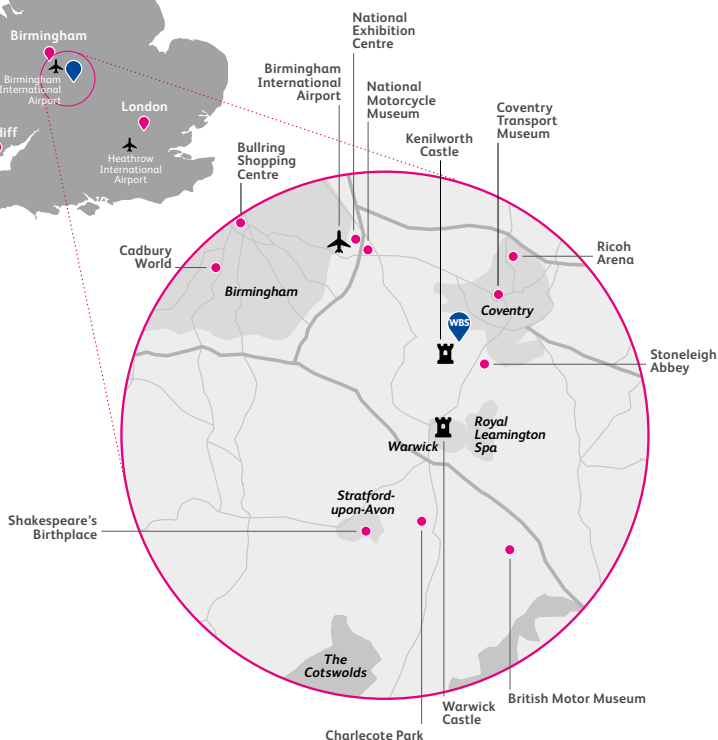 Birmingham
Birmingham
International
Airport
London
Heathrow
International
Airport
National
Exhibition
Centre
Birmingham
International
Airport
National
Motorcycle
Museum
Kenilworth
Castle
Coventry
Transport
Museum
Bullring
Shopping
Centre
Cadbury
World
Ricoh
Arena
Birmingham
Coventry
WBS
Stoneleigh
Abbey
Royal
Leamington
Spa
Warwick
Stratford-
upon-Avon
Shakespeare's
Birthplace
The
Cotswolds
British Motor Museum
Warwick
Castle
Charlecote Park